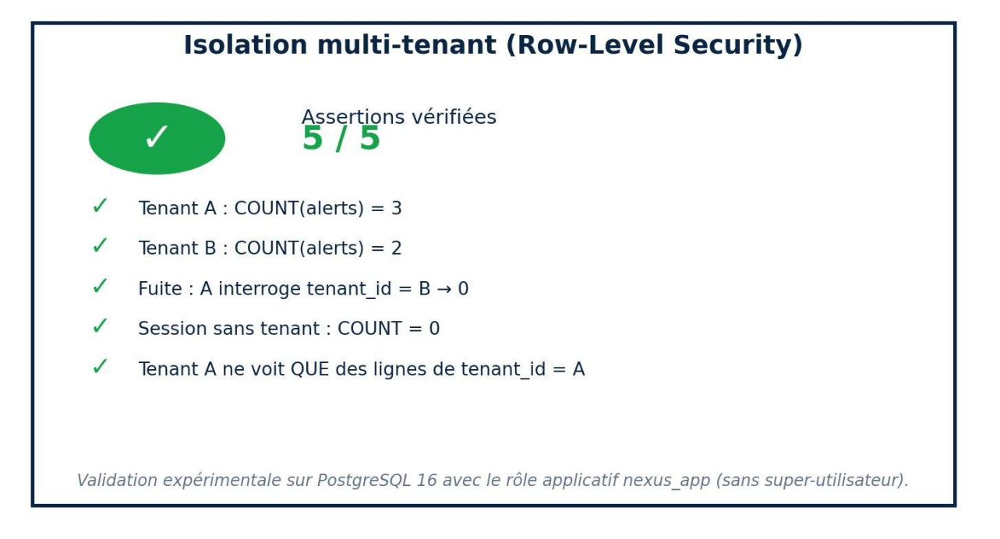 Isolation multi-tenant (Row-Level Security)
✓
Assertions vérifiées
5 / 5
✓ Tenant A : COUNT(alerts) = 3
✓ Tenant B : COUNT(alerts) = 2
✓ Fuite : A interroge tenant_id = B → 0
✓ Session sans tenant : COUNT = 0
✓ Tenant A ne voit QUE des lignes de tenant_id = A
Validation expérimentale sur PostgreSQL 16 avec le rôle applicatif nexus_app (sans super-utilisateur).